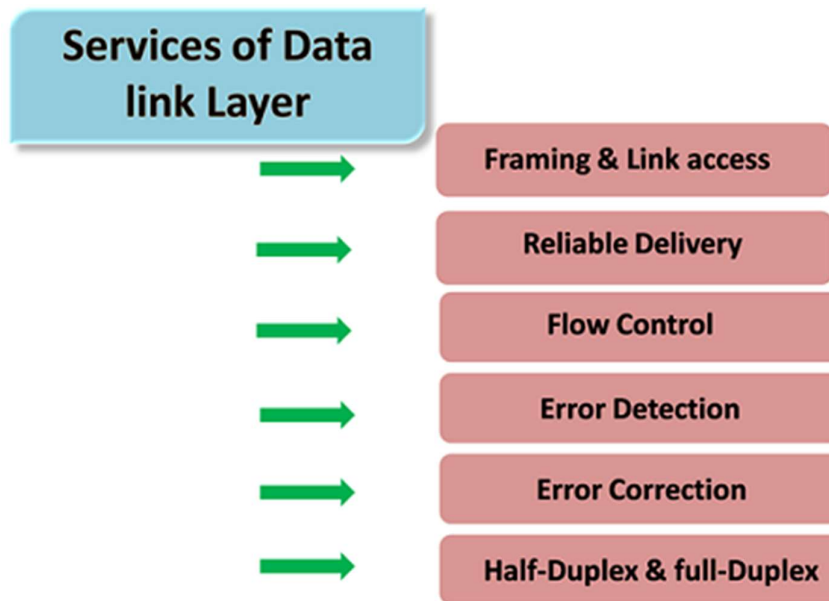 Services of Data
link Layer
Framing & Link access
Reliable Delivery
Flow Control
Error Detection
Error Correction
Half-Duplex & full-Duplex